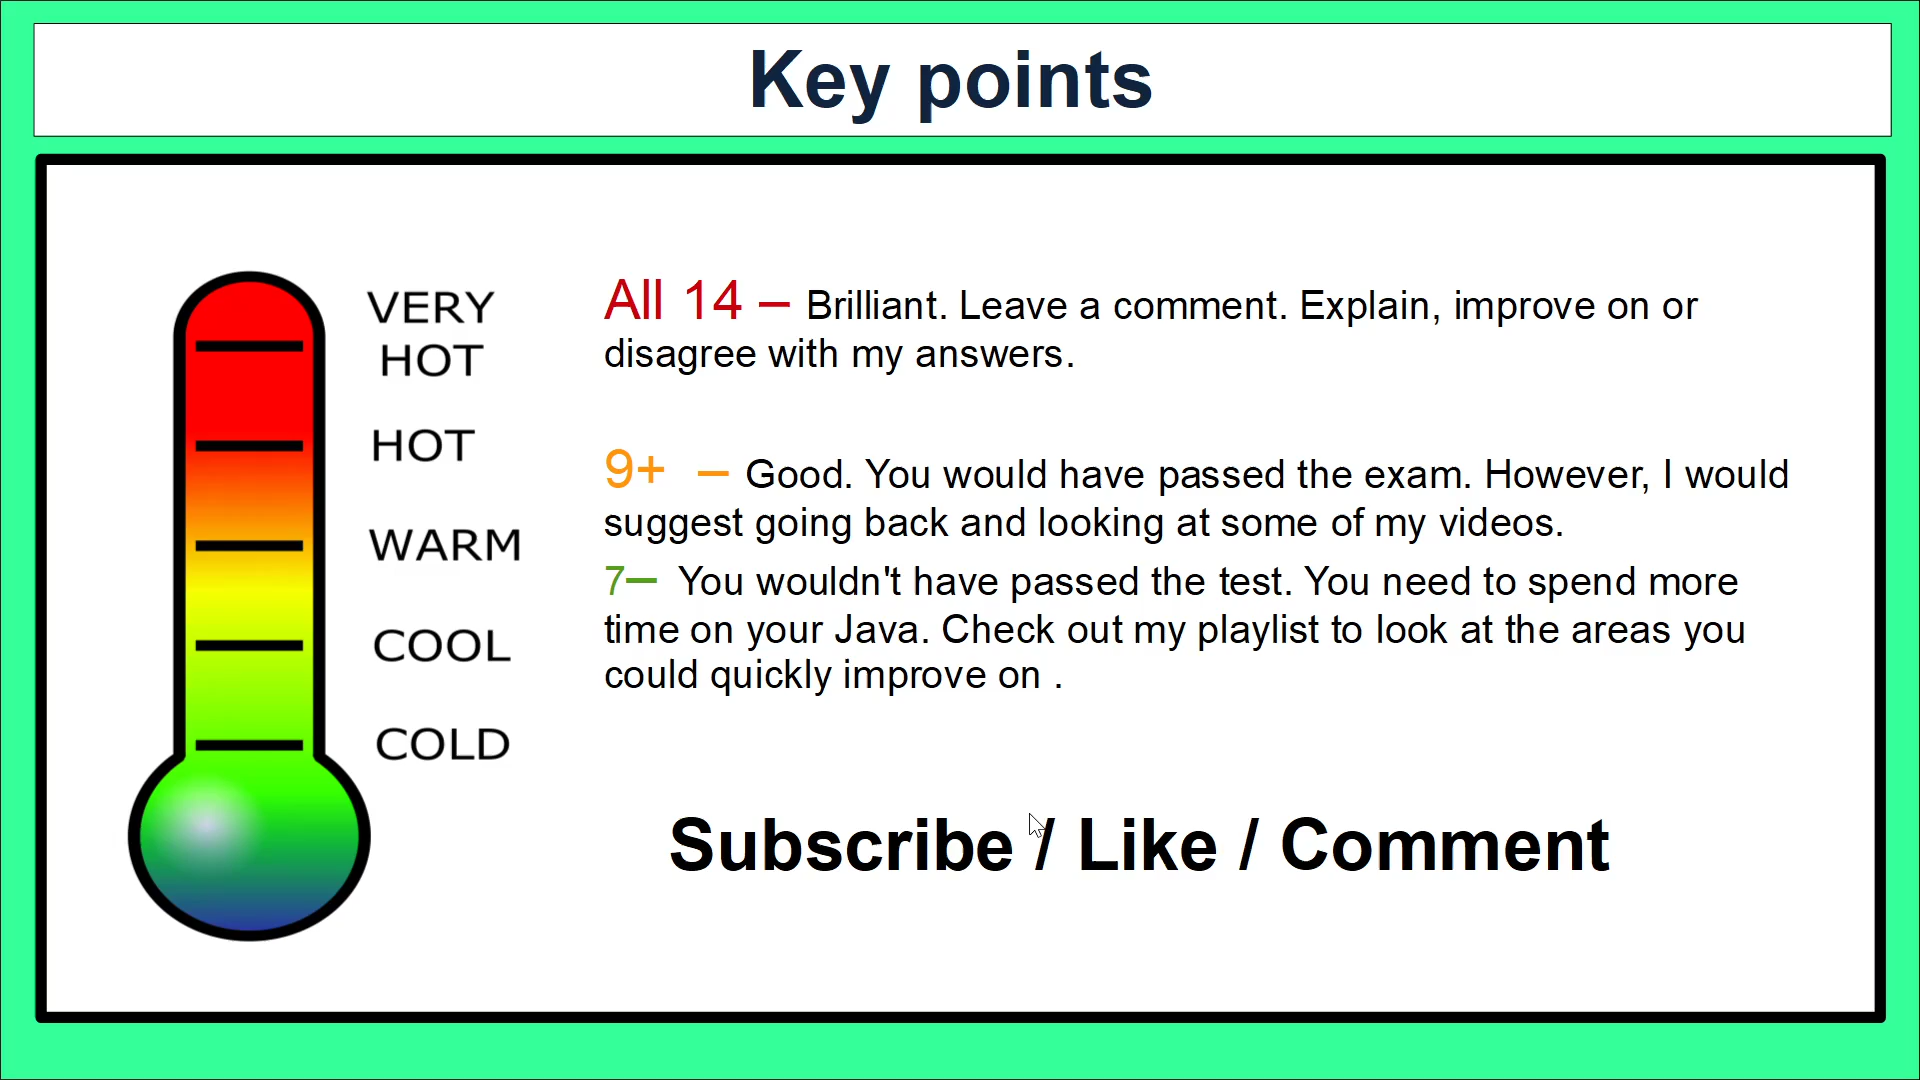 Key points
VERY
HOT
HOT
WARM
COOL
COLD
All 14 – Brilliant. Leave a comment. Explain, improve on or
disagree with my answers.
9+ – Good. You would have passed the exam. However, I would
suggest going back and looking at some of my videos.
7– You wouldn't have passed the test. You need to spend more
time on your Java. Check out my playlist to look at the areas you
could quickly improve on .
Subscribe / Like / Comment